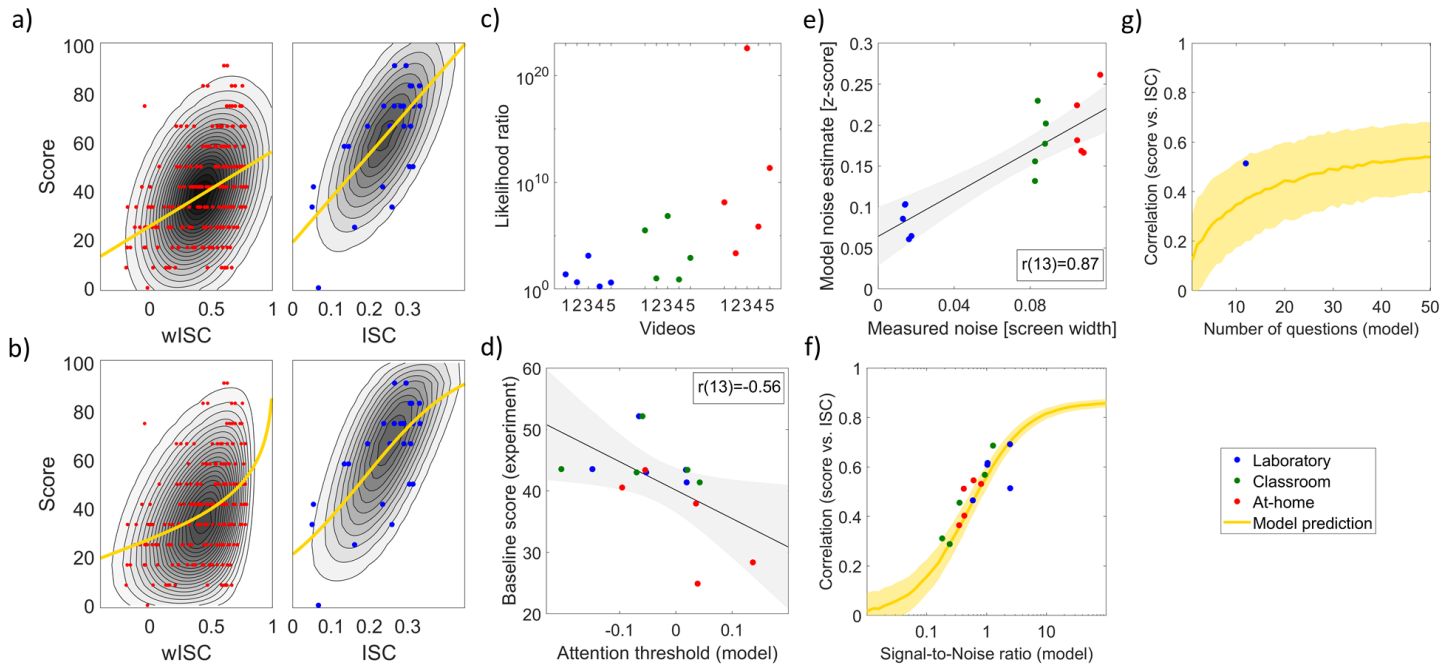 a)
100
80
60
40
20
0
Score
0
0.5
1
wISC
0
0.1
0.2
0.3
ISC
b)
100
80
60
40
20
0
Score
0
0.5
1
wISC
0
0.1
0.2
0.3
ISC
c)
10^20
10^10
10^0
Likelihood ratio
12345
12345
12345
Videos
d)
60
50
40
30
20
Baseline score (experiment)
r(13)=-0.56
-0.1
0
0.1
Attention threshold (model)
e)
0.3
0.25
0.2
0.15
0.1
0.05
0
Model noise estimate [z-score]
r(13)=0.87
0
0.04
0.08
Measured noise [screen width]
f)
1
0.8
0.6
0.4
0.2
0
Correlation (score vs. ISC)
0.1
1
10
Signal-to-Noise ratio (model)
g)
1
0.8
0.6
0.4
0.2
0
Correlation (score vs. ISC)
10
20
30
40
50
Number of questions (model)
Laboratory
Classroom
At-home
Model prediction